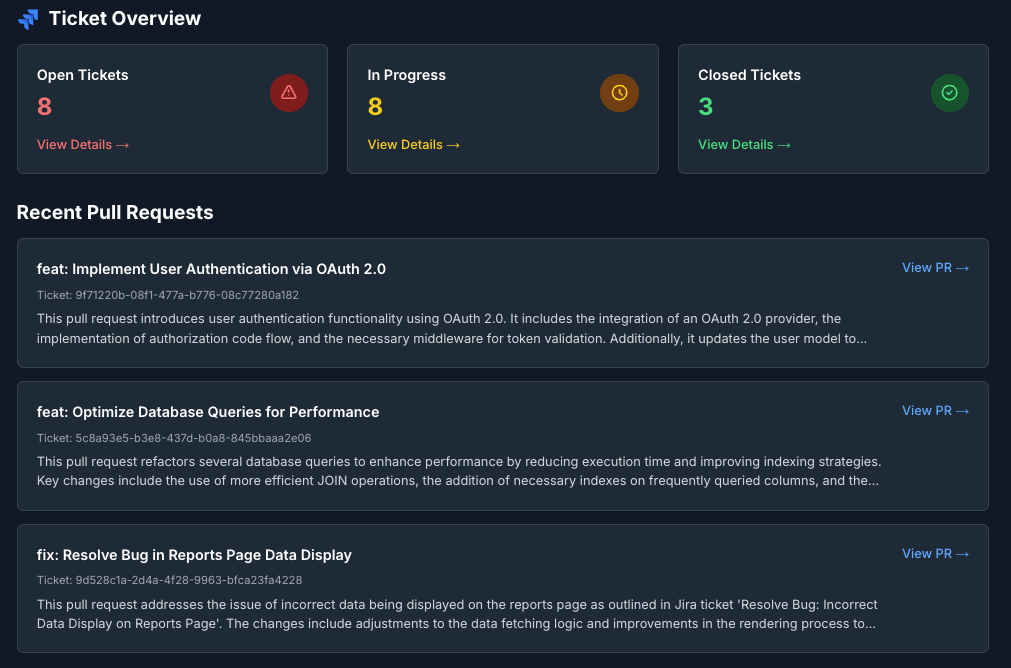 Ticket Overview
Open Tickets
8
View Details →
In Progress
8
View Details →
Closed Tickets
3
View Details →
Recent Pull Requests
feat: Implement User Authentication via OAuth 2.0
View PR →
Ticket: 9f71220b-08f1-477a-b776-08c77280a182
This pull request introduces user authentication functionality using OAuth 2.0. It includes the integration of an OAuth 2.0 provider, the
implementation of authorization code flow, and the necessary middleware for token validation. Additionally, it updates the user model to...
feat: Optimize Database Queries for Performance
View PR →
Ticket: 5c8a93e5-b3e8-437d-b0a8-845bbaaa2e06
This pull request refactors several database queries to enhance performance by reducing execution time and improving indexing strategies.
Key changes include the use of more efficient JOIN operations, the addition of necessary indexes on frequently queried columns, and the...
fix: Resolve Bug in Reports Page Data Display
View PR →
Ticket: 9d528c1a-2d4a-4f28-9963-bfca23fa4228
This pull request addresses the issue of incorrect data being displayed on the reports page as outlined in Jira ticket 'Resolve Bug: Incorrect
Data Display on Reports Page'. The changes include adjustments to the data fetching logic and improvements in the rendering process to...